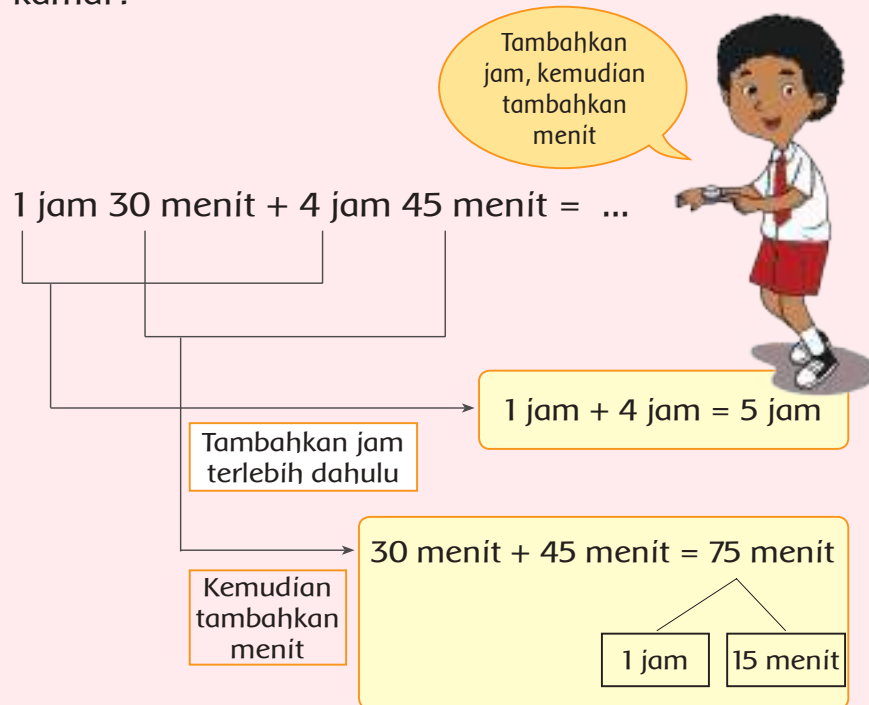 Tambahkan
jam, kemudian
tambahkan
menit
1 jam 30 menit + 4 jam 45 menit = ...
1 jam + 4 jam = 5 jam
Tambahkan jam
terlebih dahulu
30 menit + 45 menit = 75 menit
Kemudian
tambahkan
menit
1 jam
15 menit